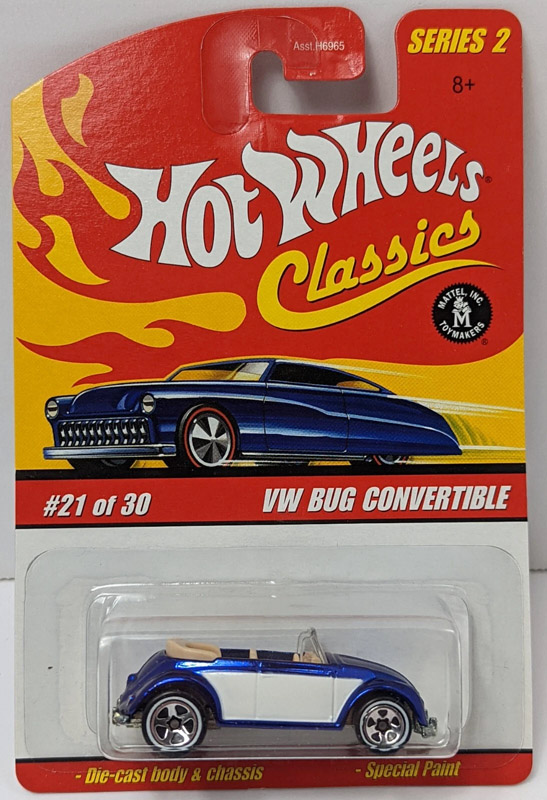 Asst.H6965
SERIES 2
8+
HOT WHEELS®
Classics
MATTEL, INC.
M
TOYMAKERS®
#21 of 30
VW BUG CONVERTIBLE
- Die-cast body & chassis
- Special Paint